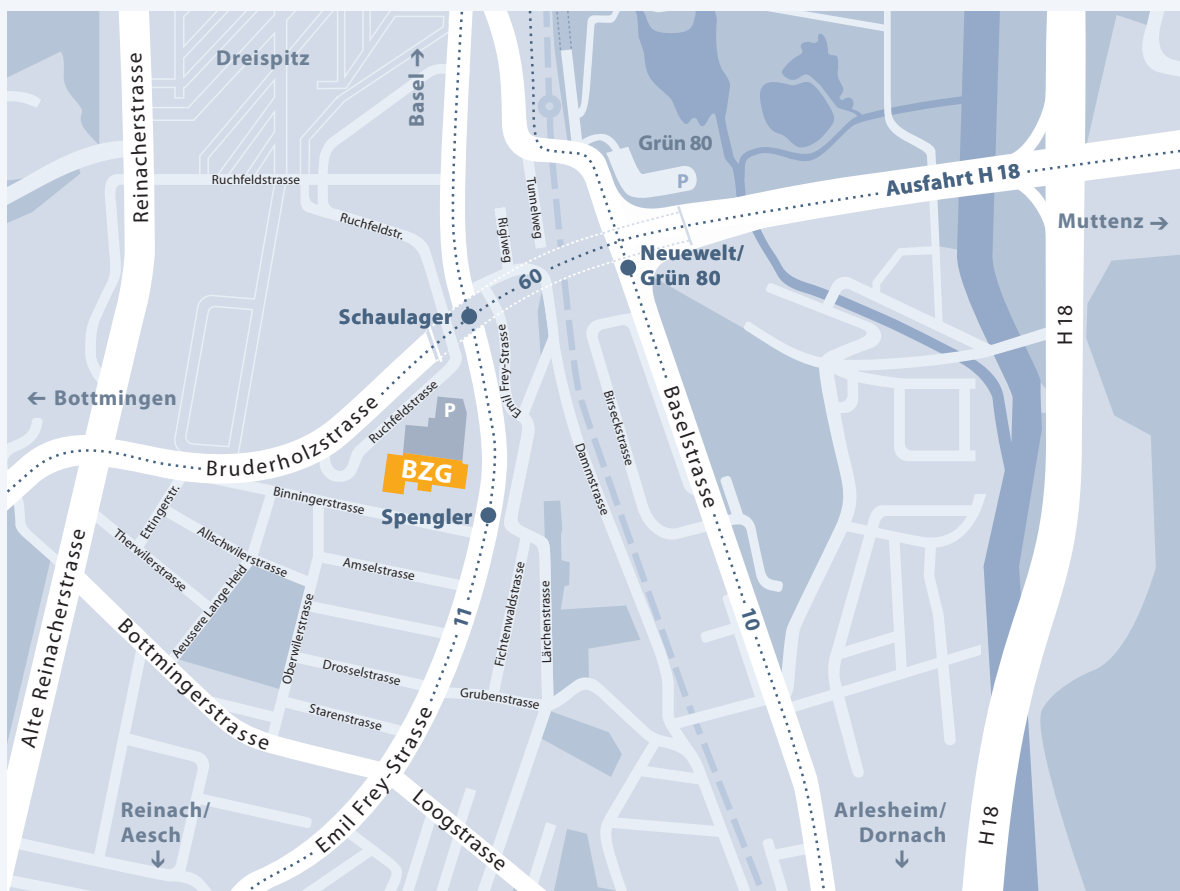 Dreispitz
Basel →
Reinacherstrasse
Grün 80
P
Ruchfeldstrasse
Tunnelweg
Ausfahrt H 18
Ruchfeldstr.
Rigiweg
Muttenz →
Neuewelt/
Grün 80
60
Schaulager
H 18
Emil Frey-Strasse
← Bottmingen
Ruchfeldstrasse
P
Birseckstrasse
Baselstrasse
Bruderholzstrasse
BZG
Dammstrasse
Binningerstrasse
Spengler
Ettingerstr.
Therwilerstrasse
Allschwilerstrasse
Amselstrasse
Aeussere Lange Heid
Oberwilerstrasse
Fichtenwaldstrasse
Lärchenstrasse
11
10
Alte Reinacherstrasse
Bottmingerstrasse
Drosselstrasse
Grubenstrasse
Starenstrasse
Emil Frey-Strasse
Loogstrasse
Reinach/
Aesch
↓
Arlesheim/
Dornach
↓
H 18